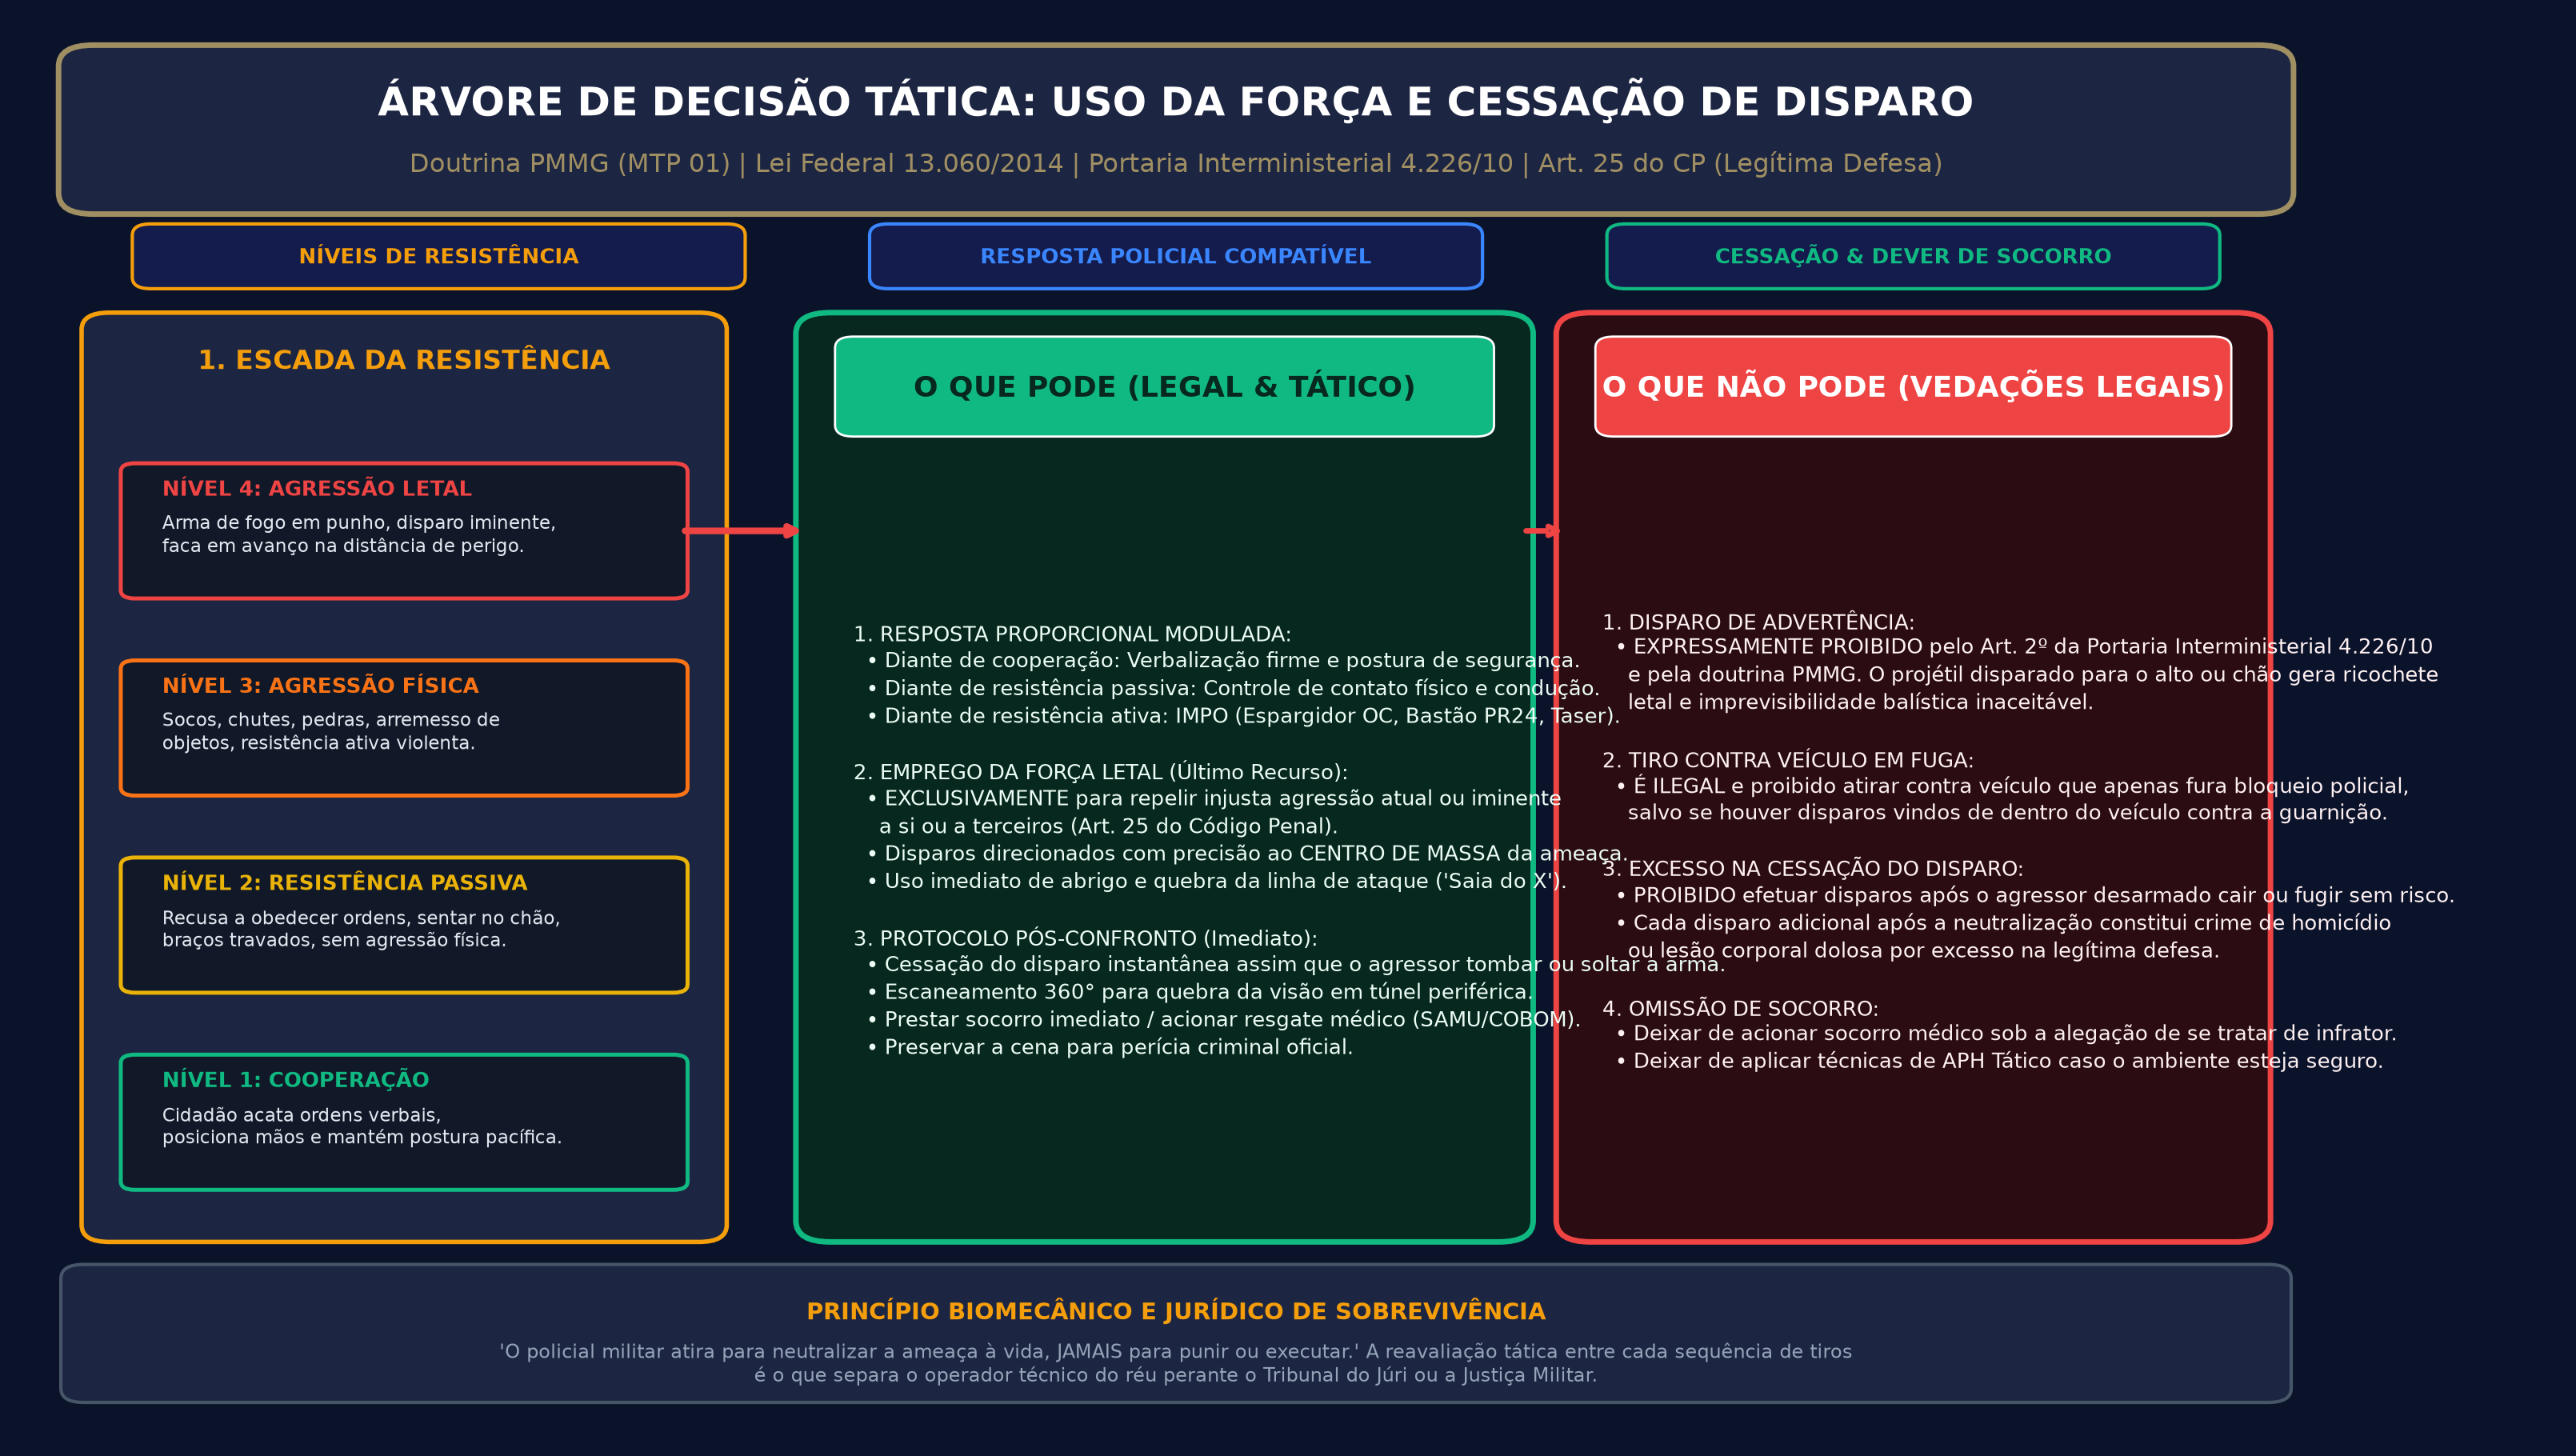 ÁRVORE DE DECISÃO TÁTICA: USO DA FORÇA E CESSAÇÃO DE DISPARO
Doutrina PMMG (MTP 01) | Lei Federal 13.060/2014 | Portaria Interministerial 4.226/10 | Art. 25 do CP (Legítima Defesa)
NÍVEIS DE RESISTÊNCIA
RESPOSTA POLICIAL COMPATÍVEL
CESSAÇÃO & DEVER DE SOCORRO
1. ESCADA DA RESISTÊNCIA
NÍVEL 4: AGRESSÃO LETAL
Arma de fogo em punho, disparo iminente,
faca em avanço na distância de perigo.
NÍVEL 3: AGRESSÃO FÍSICA
Socos, chutes, pedras, arremesso de
objetos, resistência ativa violenta.
NÍVEL 2: RESISTÊNCIA PASSIVA
Recusa a obedecer ordens, sentar no chão,
braços travados, sem agressão física.
NÍVEL 1: COOPERAÇÃO
Cidadão acata ordens verbais,
posiciona mãos e mantém postura pacífica.
O QUE PODE (LEGAL & TÁTICO)
1. RESPOSTA PROPORCIONAL MODULADA:
• Diante de cooperação: Verbalização firme e postura de segurança.
• Diante de resistência passiva: Controle de contato físico e condução.
• Diante de resistência ativa: IMPO (Espargidor OC, Bastão PR24, Taser).
2. EMPREGO DA FORÇA LETAL (Último Recurso):
• EXCLUSIVAMENTE para repelir injusta agressão atual ou iminente
a si ou a terceiros (Art. 25 do Código Penal).
• Disparos direcionados com precisão ao CENTRO DE MASSA da ameaça.
• Uso imediato de abrigo e quebra da linha de ataque ('Saia do X').
3. PROTOCOLO PÓS-CONFRONTO (Imediato):
• Cessação do disparo instantânea assim que o agressor tombar ou soltar a arma.
• Escaneamento 360° para quebra da visão em túnel periférica.
• Prestar socorro imediato / acionar resgate médico (SAMU/COBOM).
• Preservar a cena para perícia criminal oficial.
O QUE NÃO PODE (VEDAÇÕES LEGAIS)
1. DISPARO DE ADVERTÊNCIA:
• EXPRESSAMENTE PROIBIDO pelo Art. 2º da Portaria Interministerial 4.226/10
e pela doutrina PMMG. O projétil disparado para o alto ou chão gera ricochete
letal e imprevisibilidade balística inaceitável.
2. TIRO CONTRA VEÍCULO EM FUGA:
• É ILEGAL e proibido atirar contra veículo que apenas fura bloqueio policial,
salvo se houver disparos vindos de dentro do veículo contra a guarnição.
3. EXCESSO NA CESSAÇÃO DO DISPARO:
• PROIBIDO efetuar disparos após o agressor desarmado cair ou fugir sem risco.
• Cada disparo adicional após a neutralização constitui crime de homicídio
ou lesão corporal dolosa por excesso na legítima defesa.
4. OMISSÃO DE SOCORRO:
• Deixar de acionar socorro médico sob a alegação de se tratar de infrator.
• Deixar de aplicar técnicas de APH Tático caso o ambiente esteja seguro.
PRINCÍPIO BIOMECÂNICO E JURÍDICO DE SOBREVIVÊNCIA
'O policial militar atira para neutralizar a ameaça à vida, JAMAIS para punir ou executar.' A reavaliação tática entre cada sequência de tiros
é o que separa o operador técnico do réu perante o Tribunal do Júri ou a Justiça Militar.